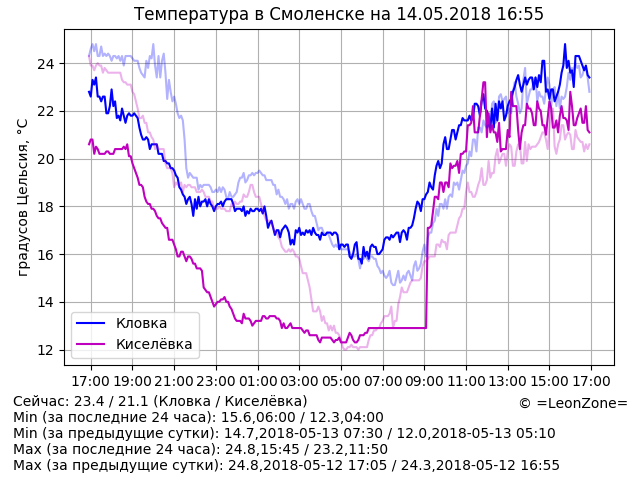 Температура в Смоленске на 14.05.2018 16:55
градусов Цельсия, °C
24
22
20
18
16
14
12
Кловка
Киселёвка
17:00 19:00 21:00 23:00 01:00 03:00 05:00 07:00 09:00 11:00 13:00 15:00 17:00
Сейчас: 23.4 / 21.1 (Кловка / Киселёвка)
© =LeonZone=
Min (за последние 24 часа): 15.6,06:00 / 12.3,04:00
Min (за предыдущие сутки): 14.7,2018-05-13 07:30 / 12.0,2018-05-13 05:10
Max (за последние 24 часа): 24.8,15:45 / 23.2,11:50
Max (за предыдущие сутки): 24.8,2018-05-12 17:05 / 24.3,2018-05-12 16:55